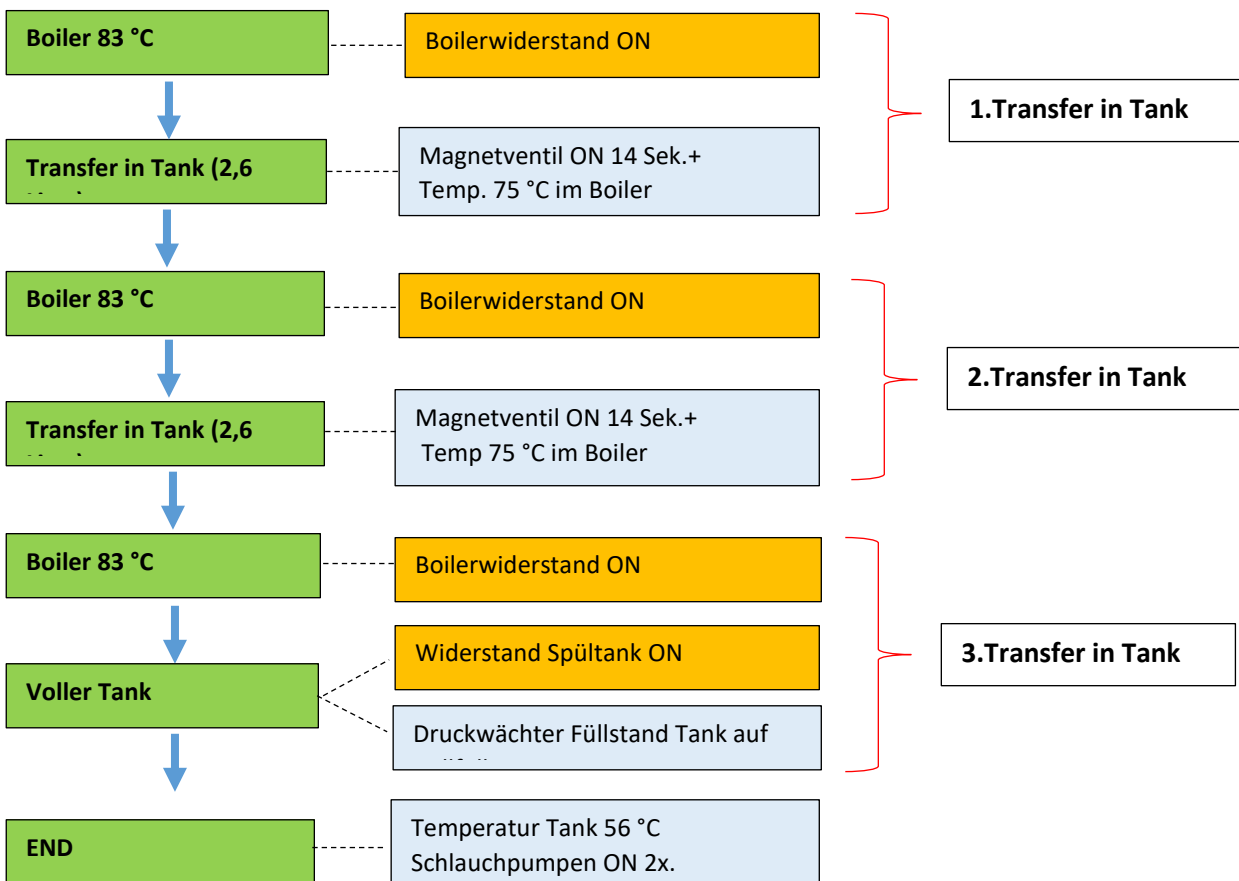 Boiler 83 °C
Boilerwiderstand ON
1.Transfer in Tank
Transfer in Tank (2,6
Magnetventil ON 14 Sek.+
Temp. 75 °C im Boiler
Boiler 83 °C
Boilerwiderstand ON
2.Transfer in Tank
Transfer in Tank (2,6
Magnetventil ON 14 Sek.+
Temp 75 °C im Boiler
Boiler 83 °C
Boilerwiderstand ON
3.Transfer in Tank
Voller Tank
Widerstand Spültank ON
Druckwächter Füllstand Tank auf
END
Temperatur Tank 56 °C
Schlauchpumpen ON 2x.